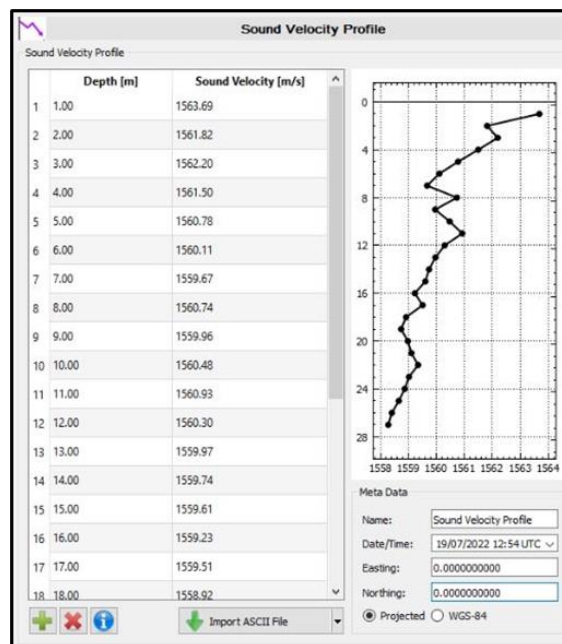 Sound Velocity Profile
Sound Velocity Profile
Depth [m] Sound Velocity [m/s]
1 1.00 1563.69
2 2.00 1561.82
3 3.00 1562.20
4 4.00 1561.50
5 5.00 1560.78
6 6.00 1560.11
7 7.00 1559.67
8 8.00 1560.74
9 9.00 1559.96
10 10.00 1560.48
11 11.00 1560.93
12 12.00 1560.30
13 13.00 1559.97
14 14.00 1559.74
15 15.00 1559.61
16 16.00 1559.23
17 17.00 1559.51
18 18.00 1558.92
Import ASCII File
0
4
8
12
16
20
24
28
1558 1559 1560 1561 1562 1563 1564
Meta Data
Name: Sound Velocity Profile
Date/Time: 19/07/2022 12:54 UTC
Easting: 0.0000000000
Northing: 0.0000000000
Projected WGS-84